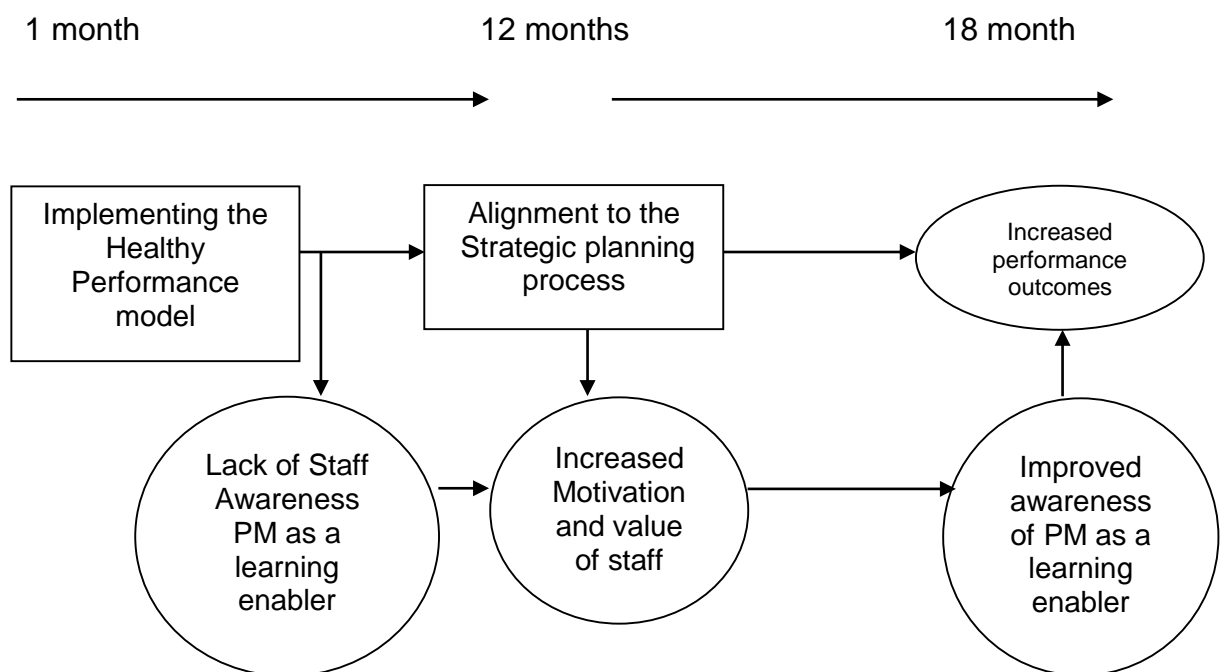 1 month
12 months
18 month
Implementing the
Healthy
Performance
model
Alignment to the
Strategic planning
process
Increased
performance
outcomes
Lack of Staff
Awareness
PM as a
learning
enabler
Increased
Motivation
and value
of staff
Improved
awareness
of PM as a
learning
enabler